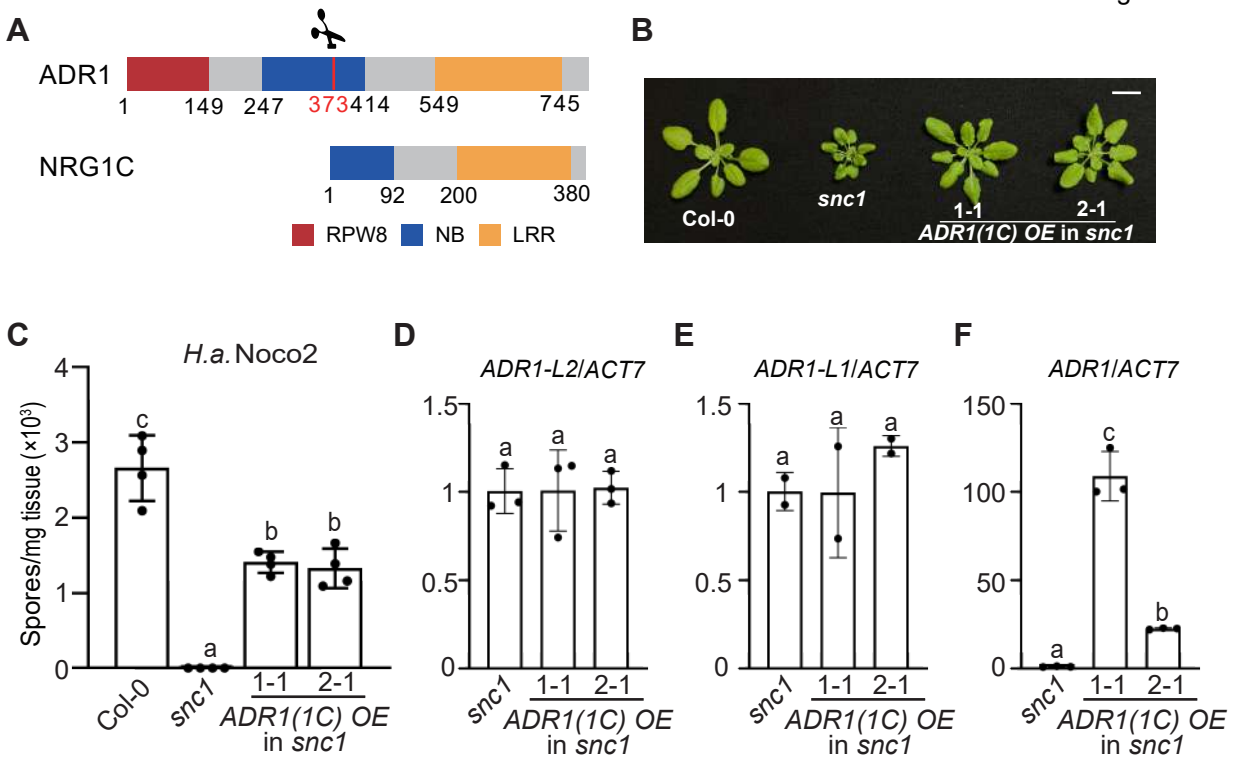 A
ADR1
1 149 247 373 414 549 745
NRG1C
1 92 200 380
RPW8 NB LRR
B
Col-0
snc1
1-1 2-1
ADR1(1C) OE in snc1
C
H.a. Noco2
Spores/mg tissue (×10³)
4
3
2
1
0
c
a
b
b
Col-0
snc1
1-1 2-1
ADR1(1C) OE
in snc1
D
ADR1-L2/ACT7
1.5
1
0.5
0
a a a
snc1
1-1 2-1
ADR1(1C) OE
in snc1
E
ADR1-L1/ACT7
1.5
1
0.5
0
a a a
snc1
1-1 2-1
ADR1(1C) OE
in snc1
F
ADR1/ACT7
150
100
50
0
a
c
b
snc1
1-1 2-1
ADR1(1C) OE
in snc1